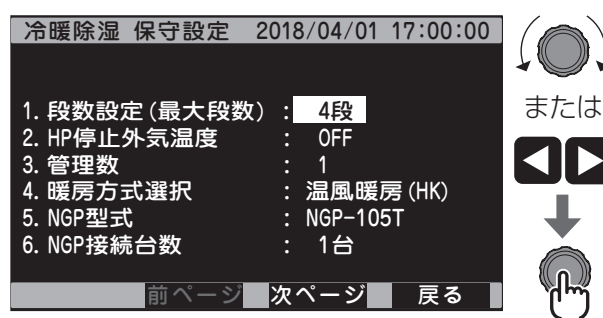 冷暖除湿 保守設定 2018/04/01 17:00:00
1. 段数設定(最大段数) : 4段
2. HP停止外気温度 : OFF
3. 管理数 : 1
4. 暖房方式選択 : 温風暖房(HK)
5. NGP型式 : NGP-105T
6. NGP接続台数 : 1台
前ページ 次ページ 戻る
または